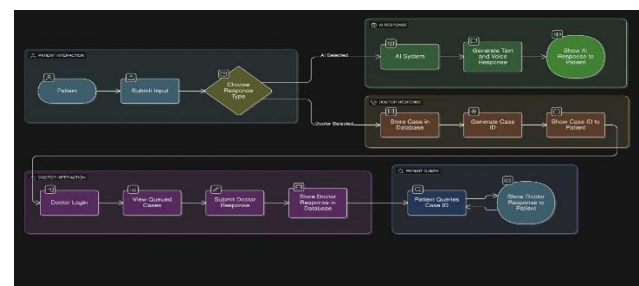 AI RESPONSE
PATIENT INTERACTION
AI Selected
AI System
Generate Text
and Voice
Response
Show AI
Response to
Patient
Patient
Submit Input
Choose
Response
Type
DOCTOR RESPONSE
Doctor Selected
Store Case in
Database
Generate Case
ID
Show Case ID to
Patient
DOCTOR INTERACTION
Doctor Login
View Queued
Cases
Submit Doctor
Response
Store Doctor
Response in
Database
PATIENT QUERY
Patient Queries
Case ID
Show Doctor
Response to
Patient